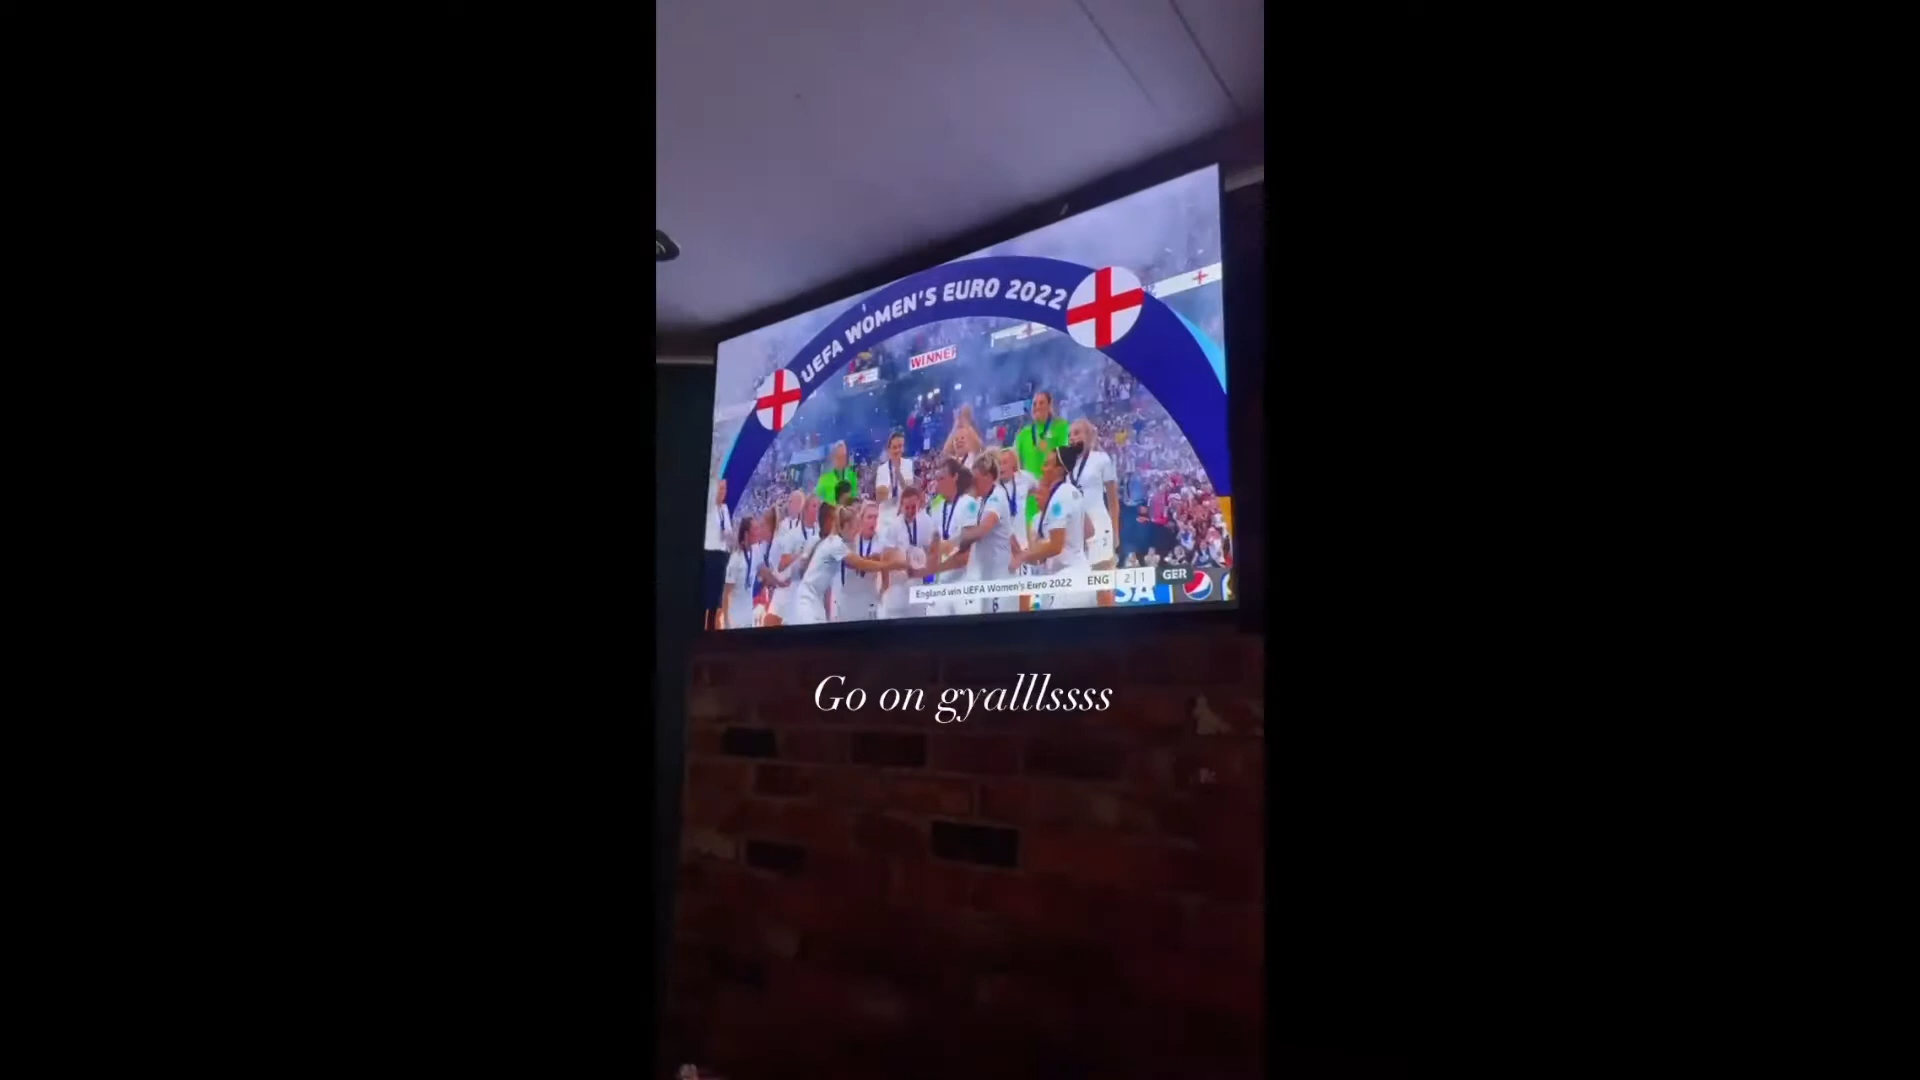 UEFA WOMEN'S EURO 2022
WINNER
England win UEFA Women's Euro 2022 ENG 2 1 GER
Go on gyalllssss